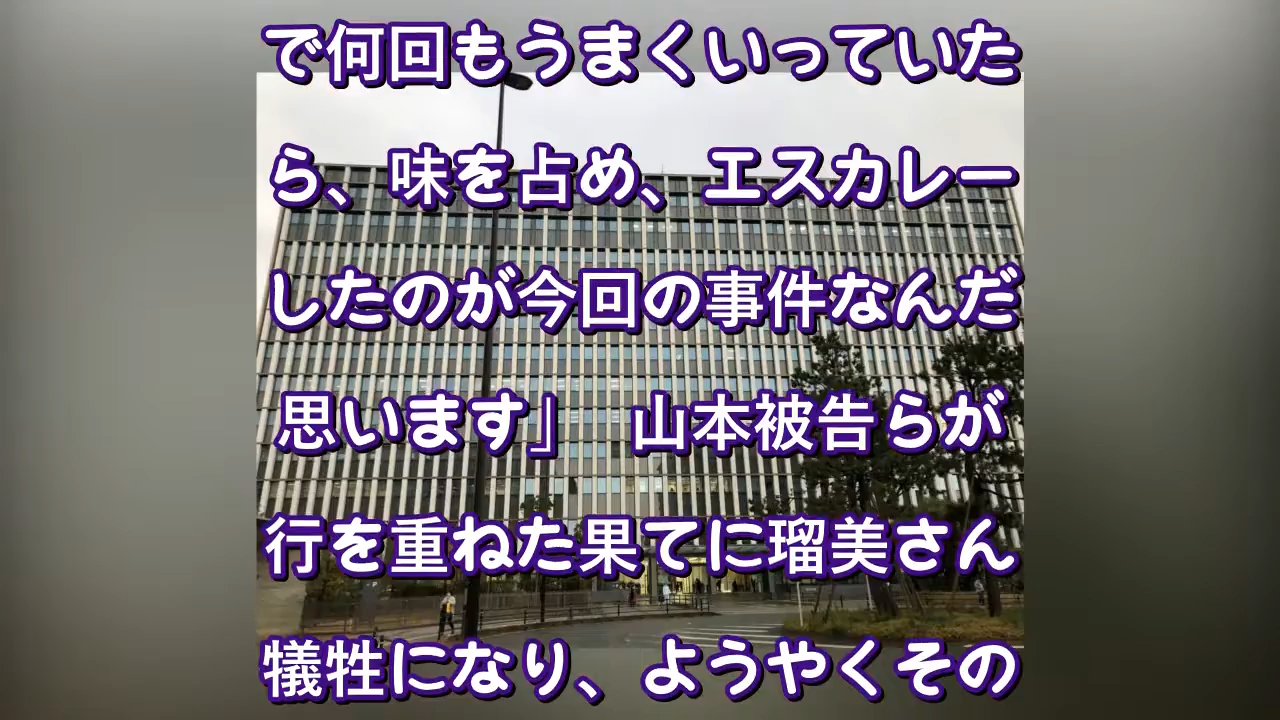 で何回もうまくいっていた
ら、味を占め、エスカレー
したのが今回の事件なんだ
思います」　山本被告らが
行を重ねた果てに瑠美さん
犠牲になり、ようやくその